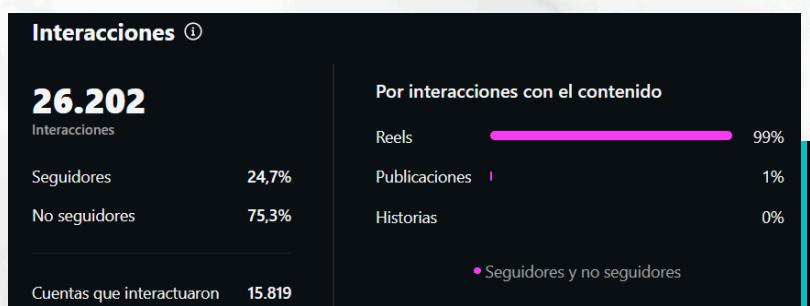 Interacciones
26.202
Interacciones
Seguidores 24,7%
No seguidores 75,3%
Cuentas que interactuaron 15.819
Por interacciones con el contenido
Reels 99%
Publicaciones 1%
Historias 0%
Seguidores y no seguidores